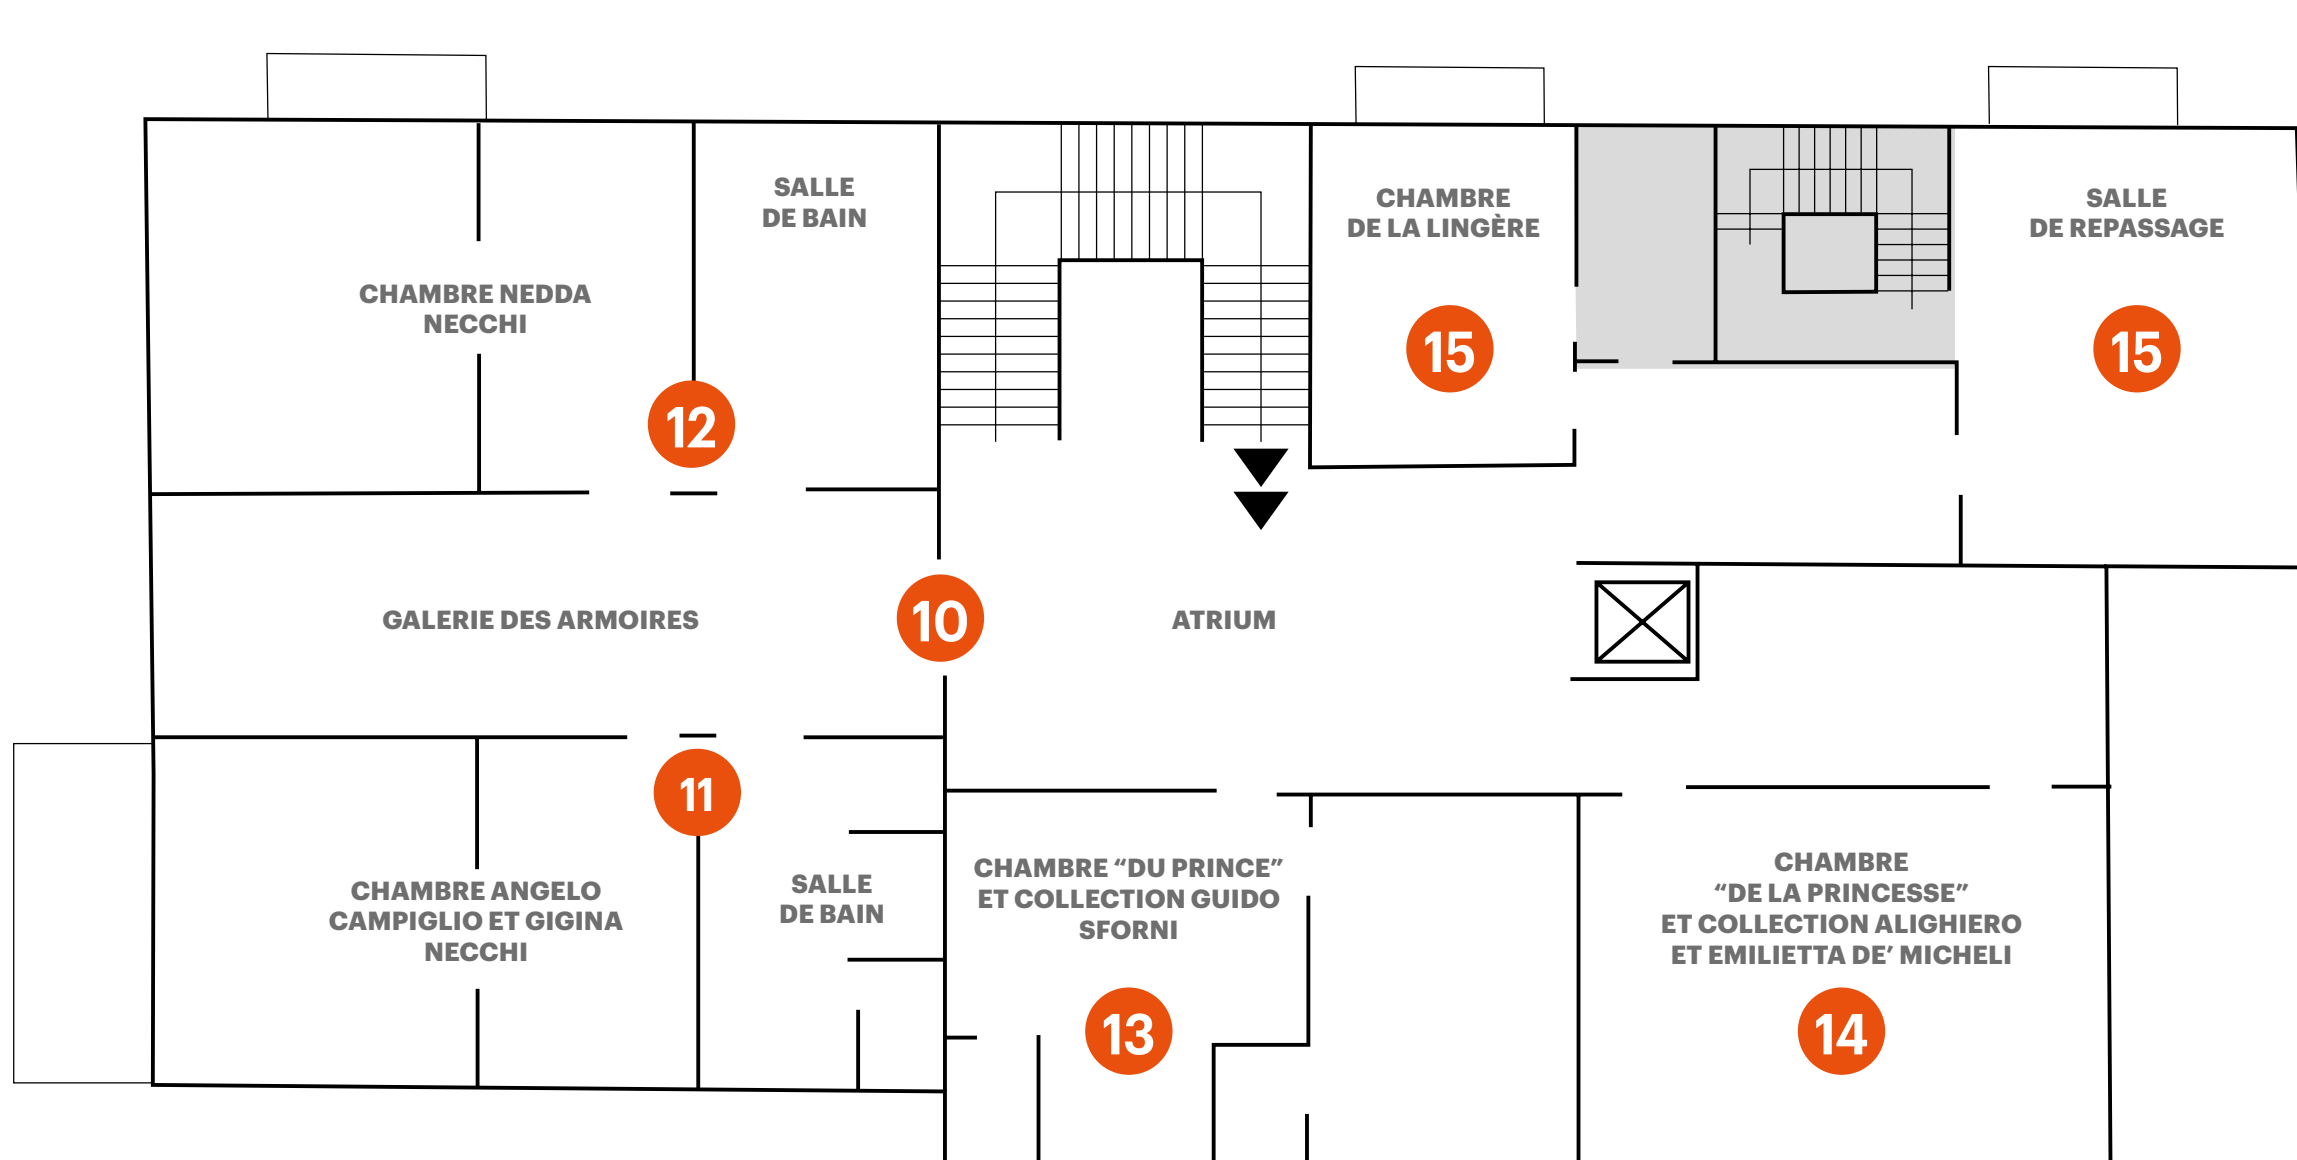 SALLE
DE BAIN
CHAMBRE
DE LA LINGÈRE
SALLE
DE REPASSAGE
CHAMBRE NEDDA
NECCHI
15
15
12
GALERIE DES ARMOIRES
10
ATRIUM
11
CHAMBRE ANGELO
CAMPIGLIO ET GIGINA
NECCHI
SALLE
DE BAIN
CHAMBRE “DU PRINCE”
ET COLLECTION GUIDO
SFORNI
13
CHAMBRE
“DE LA PRINCESSE”
ET COLLECTION ALIGHIERO
ET EMILIETTA DE’ MICHELI
14